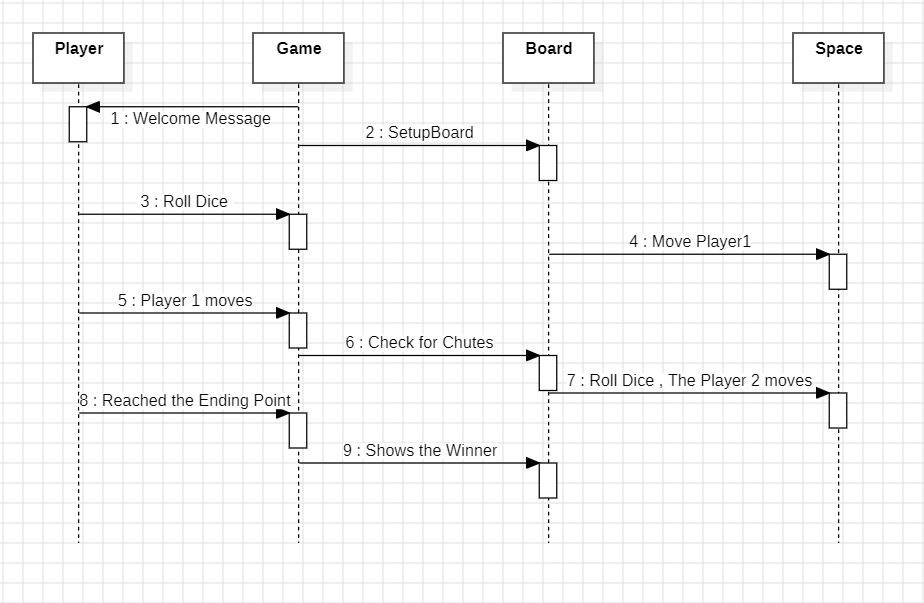 Player
Game
Board
Space
1 : Welcome Message
2 : SetupBoard
3 : Roll Dice
4 : Move Player1
5 : Player 1 moves
6 : Check for Chutes
7 : Roll Dice , The Player 2 moves
8 : Reached the Ending Point
9 : Shows the Winner